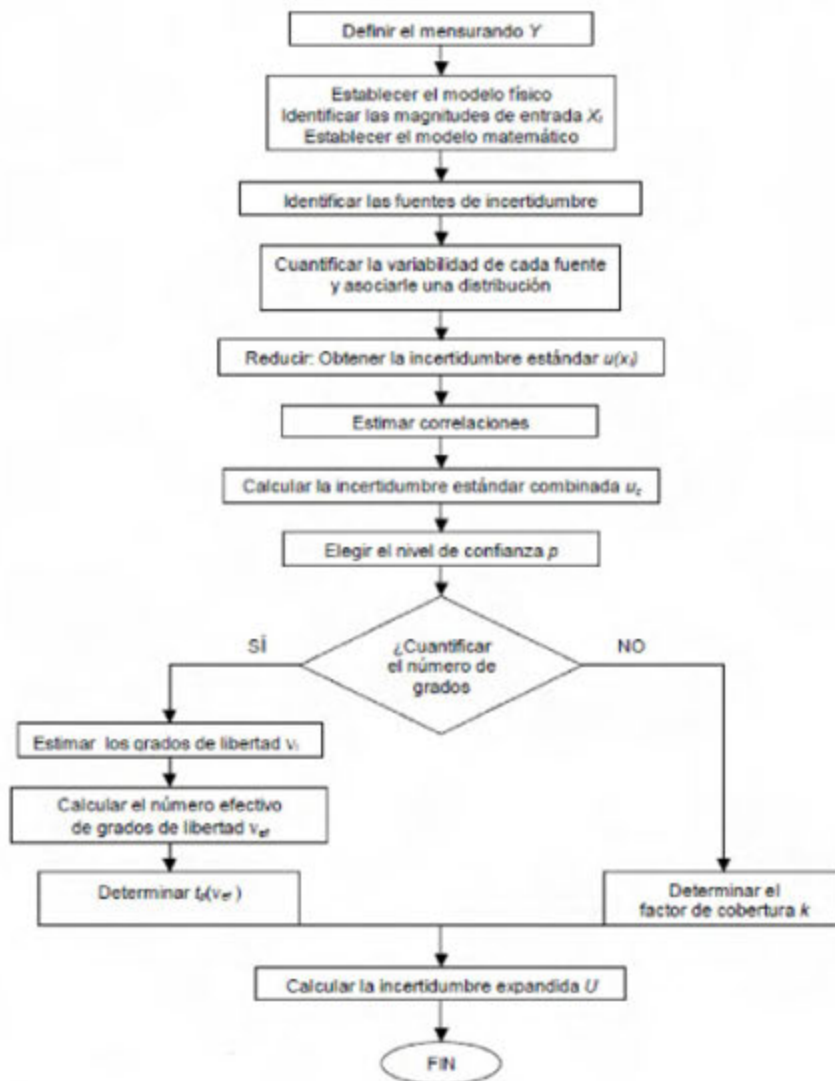 Definir el mensurando Y
Establecer el modelo físico
Identificar las magnitudes de entrada Xᵢ
Establecer el modelo matemático
Identificar las fuentes de incertidumbre
Cuantificar la variabilidad de cada fuente
y asociarle una distribución
Reducir: Obtener la incertidumbre estándar u(xᵢ)
Estimar correlaciones
Calcular la incertidumbre estándar combinada u_c
Elegir el nivel de confianza p
¿Cuantificar
el número de
grados
SÍ
NO
Estimar los grados de libertad νᵢ
Calcular el número efectivo
de grados de libertad ν_ef
Determinar t_p(ν_ef)
Determinar el
factor de cobertura k
Calcular la incertidumbre expandida U
FIN